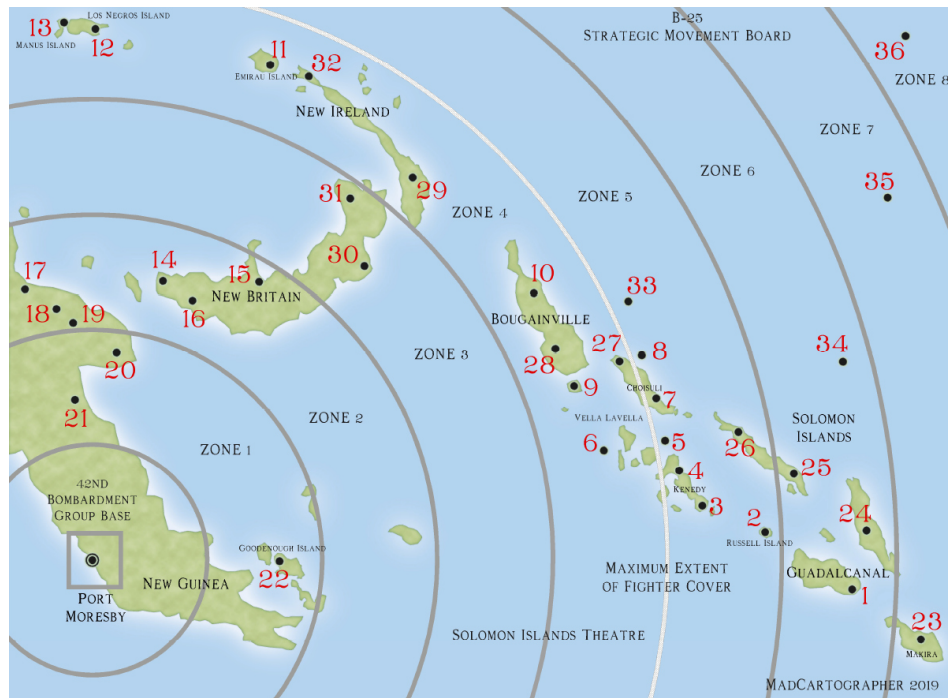 LOS NEGROS ISLAND
13
MANUS ISLAND
12
11
EMIRAU ISLAND
32
NEW IRELAND
B-25
STRATEGIC MOVEMENT BOARD
36
ZONE 8
ZONE 7
ZONE 6
ZONE 5
ZONE 4
35
31
29
30
17
14
15
NEW BRITAIN
16
18
19
20
ZONE 3
10
BOUGAINVILLE
33
28
27
8
9
CHOISULI
7
34
21
ZONE 2
ZONE 1
VELLA LAVELLA
6
5
4
KENEDY
3
26
SOLOMON
ISLANDS
25
2
RUSSELL ISLAND
24
42ND
BOMBARDMENT
GROUP BASE
GOODENOUGH ISLAND
22
NEW GUINEA
PORT
MORESBY
MAXIMUM EXTENT
OF FIGHTER COVER
GUADALCANAL
1
SOLOMON ISLANDS THEATRE
23
MAKIRA
MADCARTOGRAPHER 2019